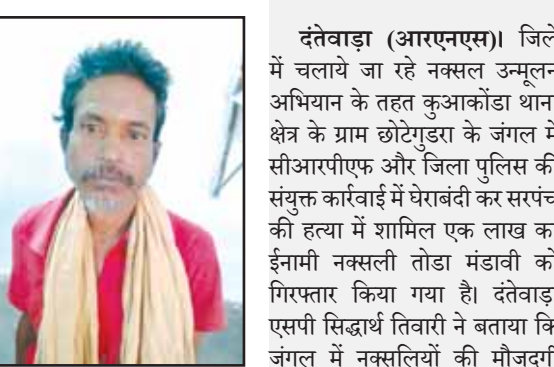 दंतेवाड़ा (आरएनएस)। जिले
में चलाये जा रहे नक्सल उन्मूलन
अभियान के तहत कुआकोंडा थाना
क्षेत्र के ग्राम छोटेगुडरा के जंगल में
सीआरपीएफ और जिला पुलिस की
संयुक्त कार्रवाई में घेराबंदी कर सरपंच
की हत्या में शामिल एक लाख का
ईनामी नक्सली तोडा मंडावी को
गिरफ्तार किया गया है। दंतेवाड़ा
एसपी सिद्धार्थ तिवारी ने बताया कि
जंगल में नक्सलियों की मौजूदगी